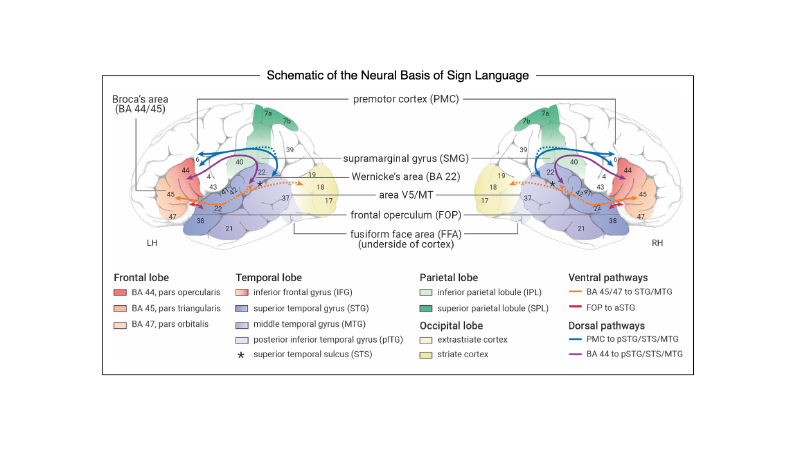 Schematic of the Neural Basis of Sign Language
Broca's area
(BA 44/45)
premotor cortex (PMC)
supramarginal gyrus (SMG)
Wernicke's area (BA 22)
area V5/MT
frontal operculum (FOP)
fusiform face area (FFA)
(underside of cortex)
7a
7b
6
39
40
44
4
43
22
19
45
18
17
37
47
22
38
21
LH
7a
7b
6
39
40
44
4
43
22
19
45
18
17
37
47
22
38
21
RH
Frontal lobe
BA 44, pars opercularis
BA 45, pars triangularis
BA 47, pars orbitalis
Temporal lobe
inferior frontal gyrus (IFG)
superior temporal gyrus (STG)
middle temporal gyrus (MTG)
posterior inferior temporal gyrus (pITG)
* superior temporal sulcus (STS)
Parietal lobe
inferior parietal lobule (IPL)
superior parietal lobule (SPL)
Occipital lobe
extrastriate cortex
striate cortex
Ventral pathways
BA 45/47 to STG/MTG
FOP to aSTG
Dorsal pathways
PMC to pSTG/STS/MTG
BA 44 to pSTG/STS/MTG